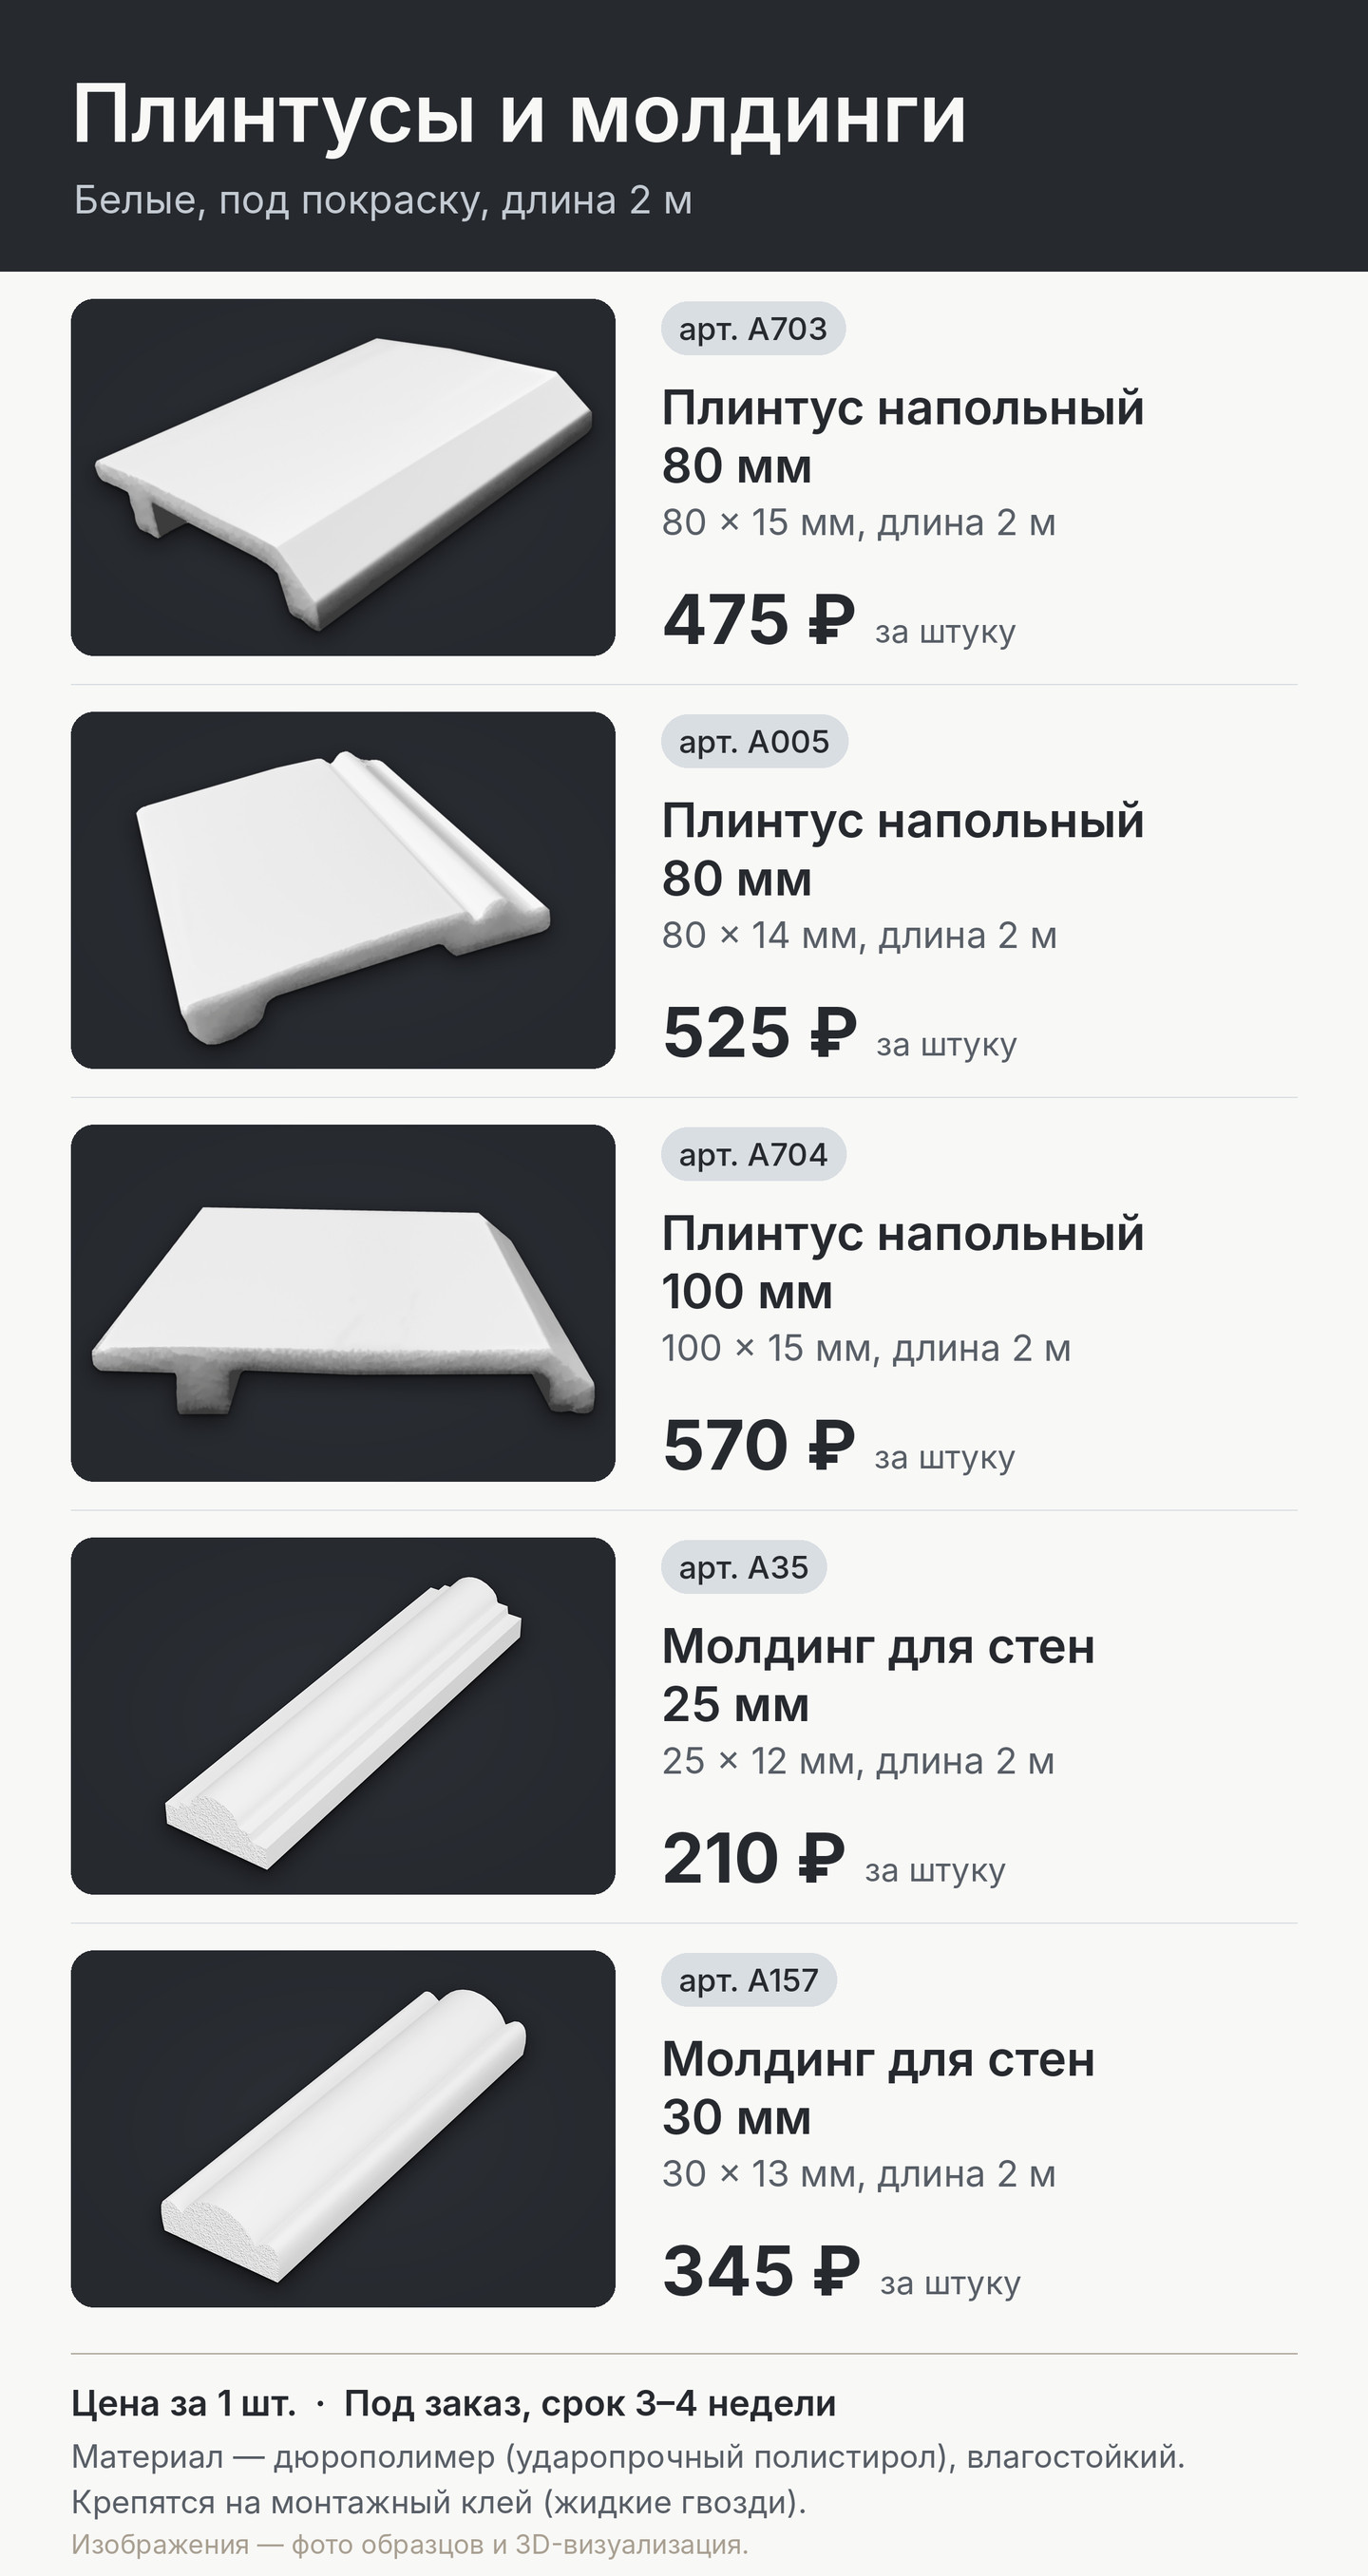 Плинтусы и молдинги
Белые, под покраску, длина 2 м
арт. A703
Плинтус напольный
80 мм
80 × 15 мм, длина 2 м
475 ₽ за штуку
арт. A005
Плинтус напольный
80 мм
80 × 14 мм, длина 2 м
525 ₽ за штуку
арт. A704
Плинтус напольный
100 мм
100 × 15 мм, длина 2 м
570 ₽ за штуку
арт. A35
Молдинг для стен
25 мм
25 × 12 мм, длина 2 м
210 ₽ за штуку
арт. A157
Молдинг для стен
30 мм
30 × 13 мм, длина 2 м
345 ₽ за штуку
Цена за 1 шт. · Под заказ, срок 3–4 недели
Материал — дюрополимер (ударопрочный полистирол), влагостойкий.
Крепятся на монтажный клей (жидкие гвозди).
Изображения — фото образцов и 3D-визуализация.